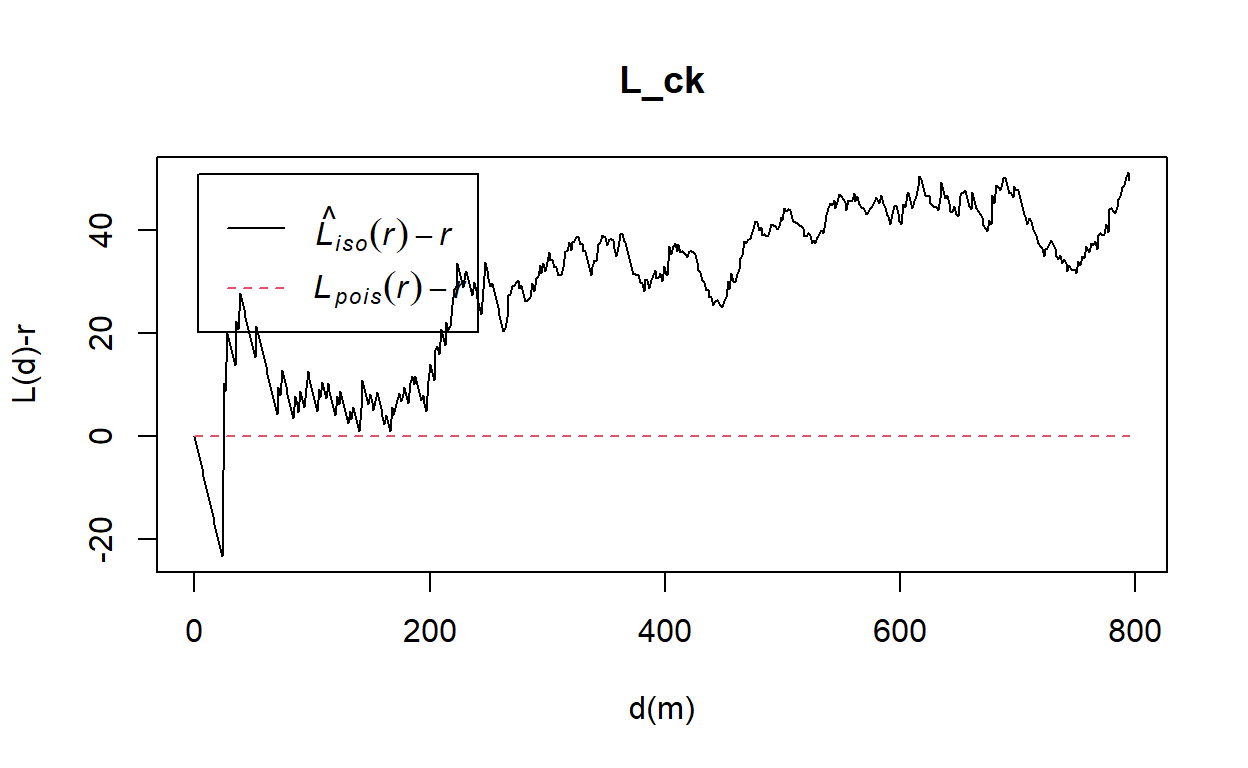 L_ck
L̂iso(r) – r
Lpois(r) – r
L(d)-r
40
20
0
-20
0 200 400 600 800
d(m)